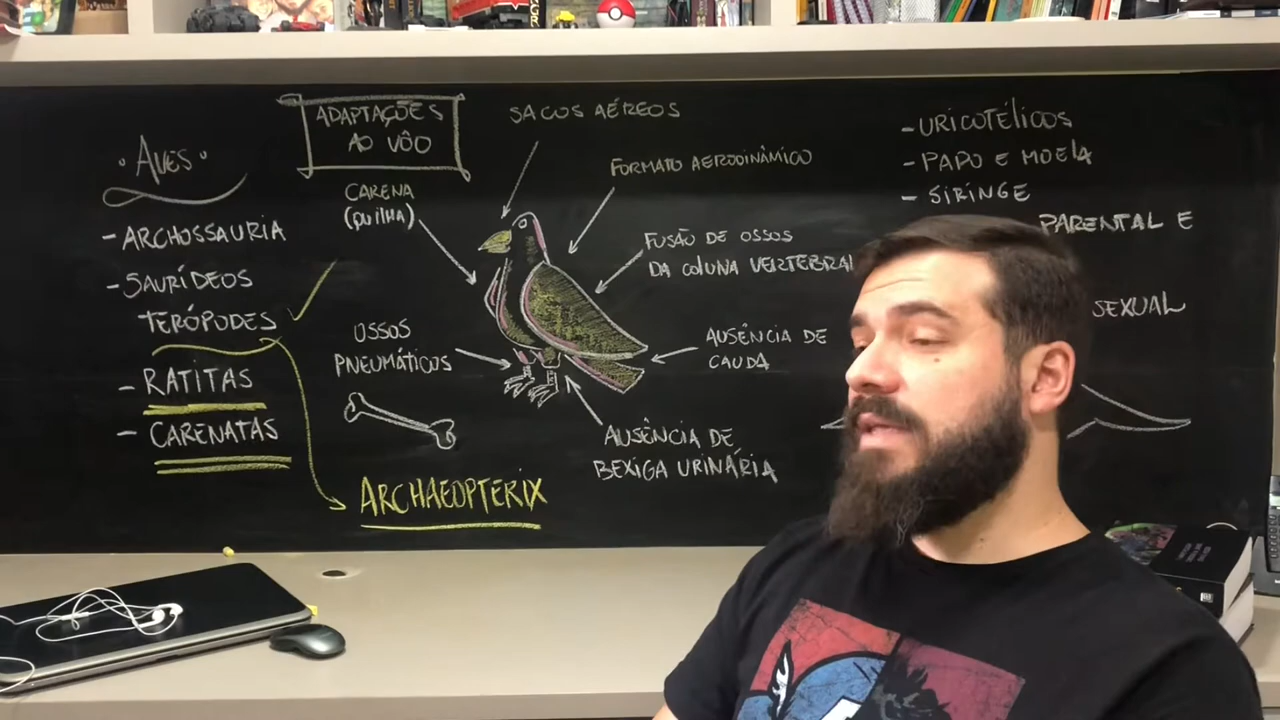 • AVES •
- ARCHOSSAURIA
- SAURÍDEOS
TERÓPODES
- RATITAS
- CARENATAS
ADAPTAÇÕES
AO VÔO
CARENA
(QUILHA)
OSSOS
PNEUMÁTICOS
ARCHAEOPTERIX
SACOS AÉREOS
FORMATO AERODINÂMICO
FUSÃO DE OSSOS
DA COLUNA VERTEBRAL
AUSÊNCIA DE
CAUDA
AUSÊNCIA DE
BEXIGA URINÁRIA
- URICOTÉLICOS
- PAPO E MOELA
- SIRINGE
PARENTAL E
SEXUAL